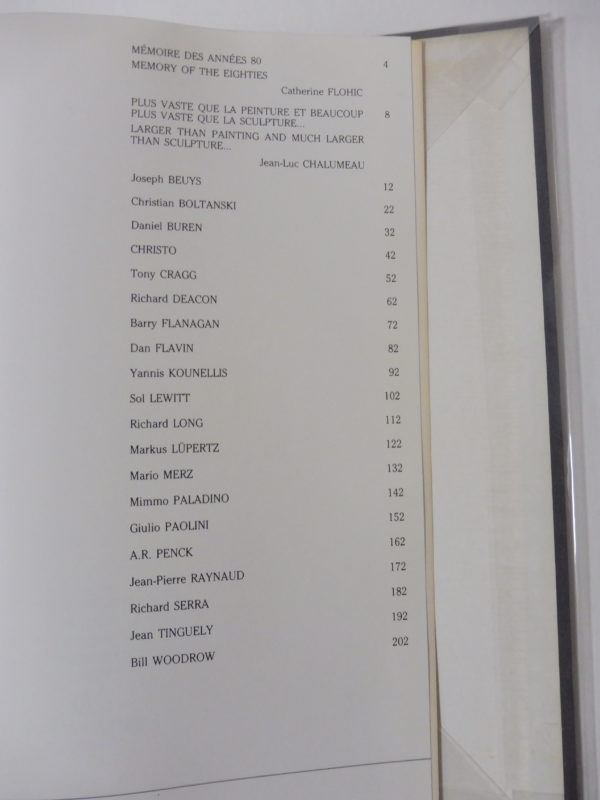 MÉMOIRE DES ANNÉES 80 4
MEMORY OF THE EIGHTIES
Catherine FLOHIC
PLUS VASTE QUE LA PEINTURE ET BEAUCOUP 8
PLUS VASTE QUE LA SCULPTURE...
LARGER THAN PAINTING AND MUCH LARGER
THAN SCULPTURE...
Jean-Luc CHALUMEAU
Joseph BEUYS 12
Christian BOLTANSKI 22
Daniel BUREN 32
CHRISTO 42
Tony CRAGG 52
Richard DEACON 62
Barry FLANAGAN 72
Dan FLAVIN 82
Yannis KOUNELLIS 92
Sol LEWITT 102
Richard LONG 112
Markus LÜPERTZ 122
Mario MERZ 132
Mimmo PALADINO 142
Giulio PAOLINI 152
A.R. PENCK 162
Jean-Pierre RAYNAUD 172
Richard SERRA 182
Jean TINGUELY 192
Bill WOODROW 202